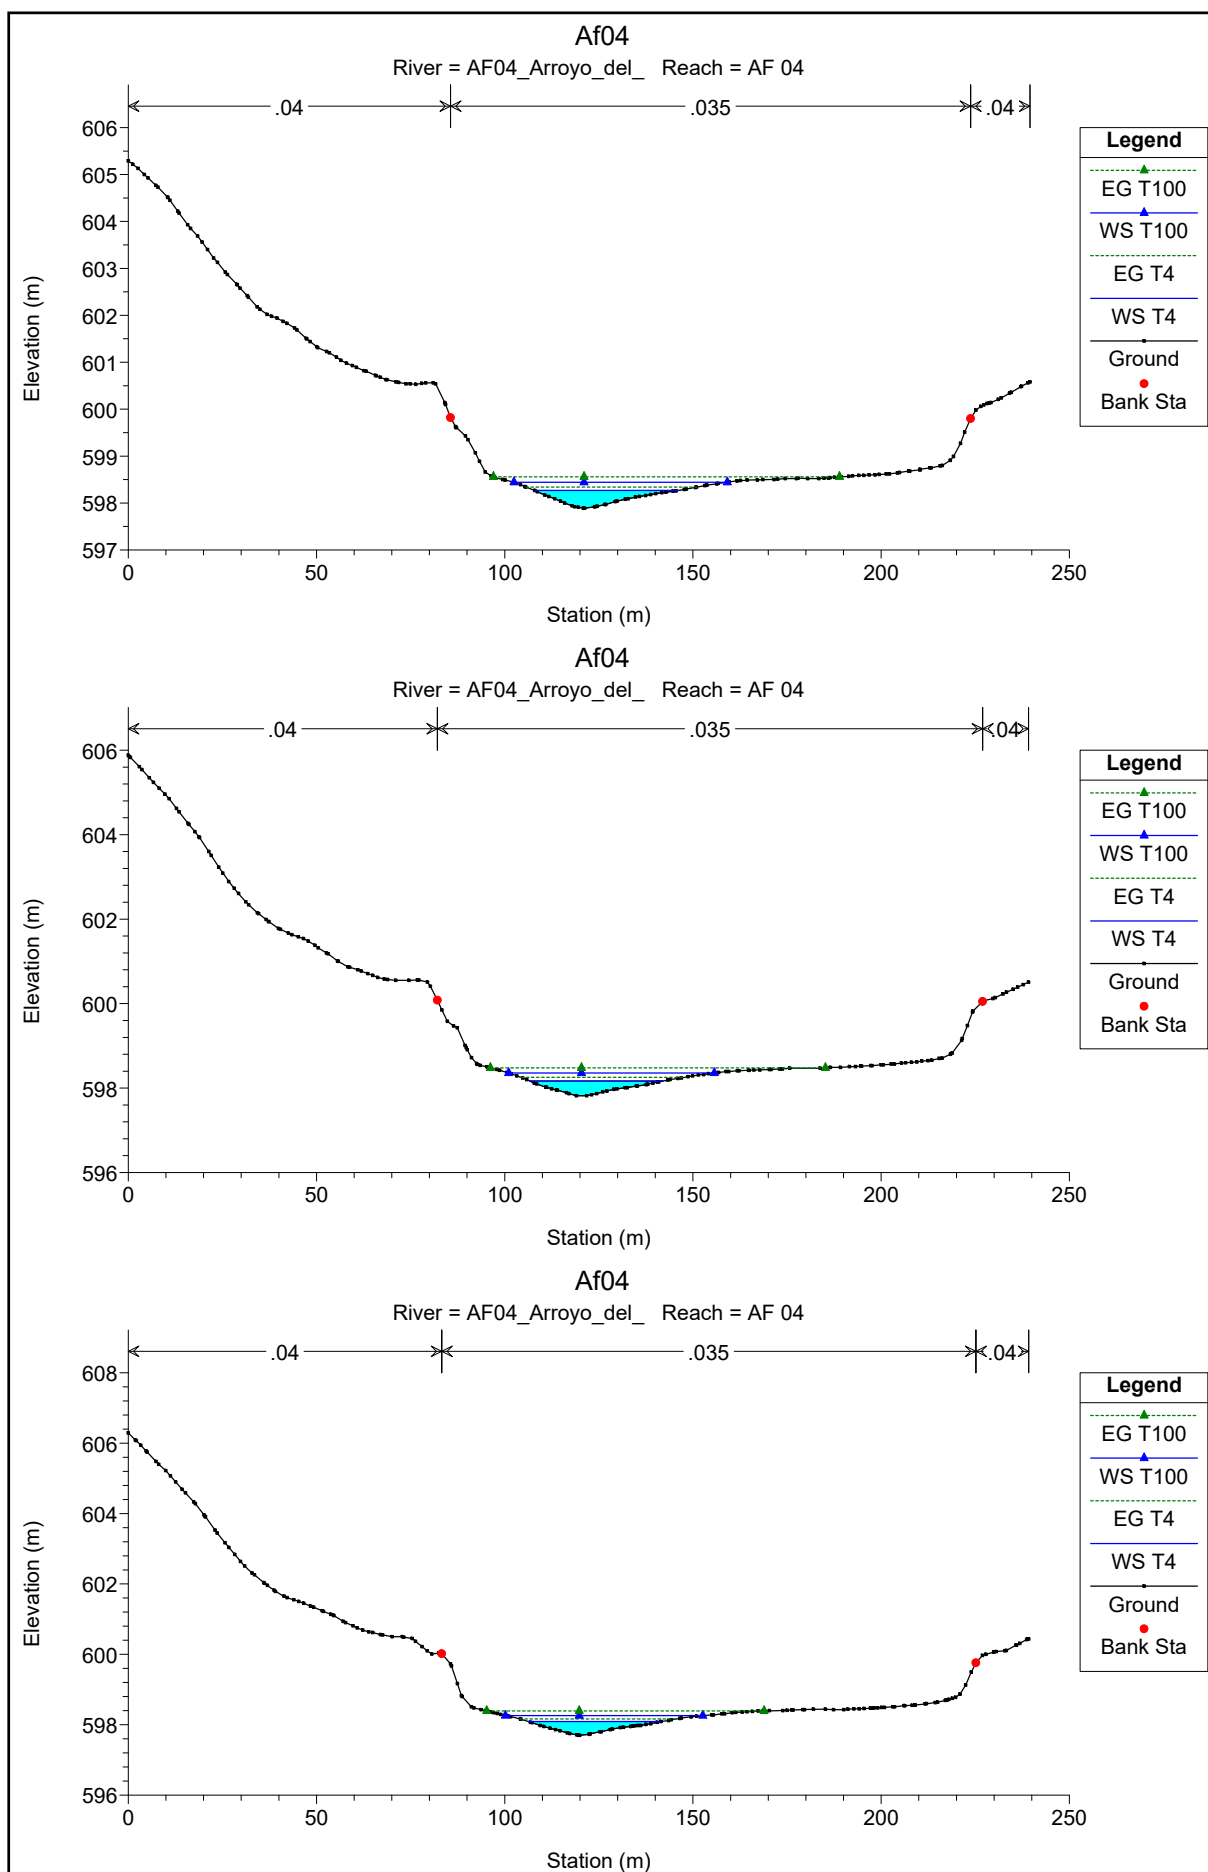 Af04
River = AF04_Arroyo_del_ Reach = AF 04
.04 .035 .04
606
605
604
603
602
601
600
599
598
597
0 50 100 150 200 250
Elevation (m)
Station (m)
Legend
EG T100
WS T100
EG T4
WS T4
Ground
Bank Sta
Af04
River = AF04_Arroyo_del_ Reach = AF 04
.04 .035 .04
606
604
602
600
598
596
0 50 100 150 200 250
Elevation (m)
Station (m)
Legend
EG T100
WS T100
EG T4
WS T4
Ground
Bank Sta
Af04
River = AF04_Arroyo_del_ Reach = AF 04
.04 .035 .04
608
606
604
602
600
598
596
0 50 100 150 200 250
Elevation (m)
Station (m)
Legend
EG T100
WS T100
EG T4
WS T4
Ground
Bank Sta